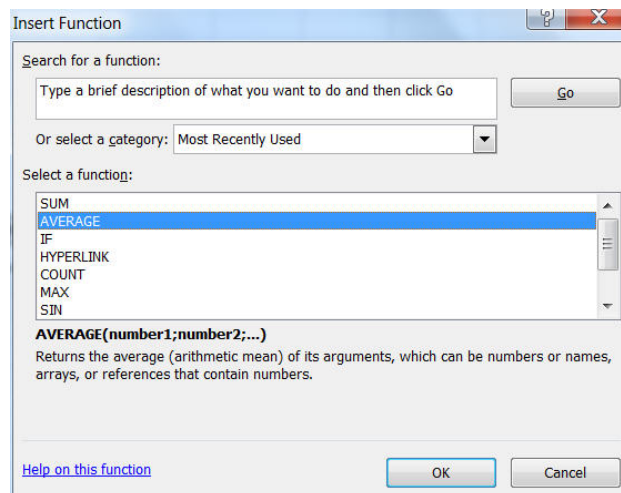 Insert Function
Search for a function:
Type a brief description of what you want to do and then click Go
Go
Or select a category: Most Recently Used
Select a function:
SUM
AVERAGE
IF
HYPERLINK
COUNT
MAX
SIN
AVERAGE(number1;number2;...)
Returns the average (arithmetic mean) of its arguments, which can be numbers or names,
arrays, or references that contain numbers.
Help on this function
OK
Cancel